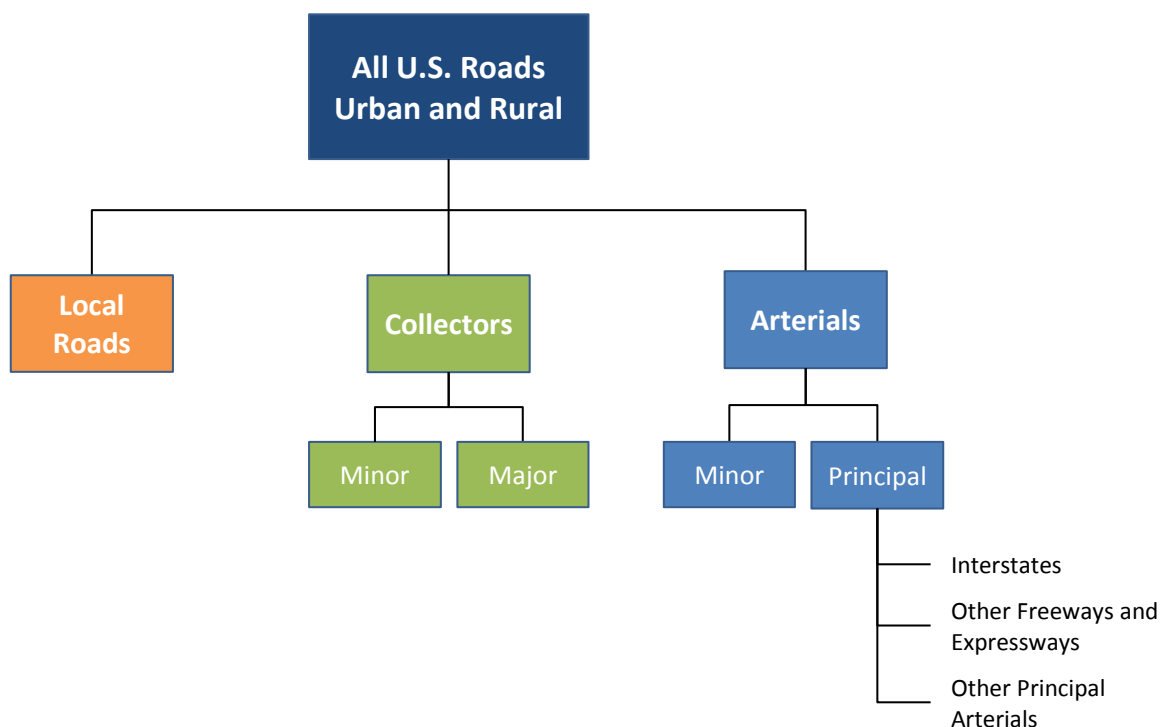 All U.S. Roads
Urban and Rural
Local
Roads
Collectors
Arterials
Minor
Major
Minor
Principal
Interstates
Other Freeways and
Expressways
Other Principal
Arterials